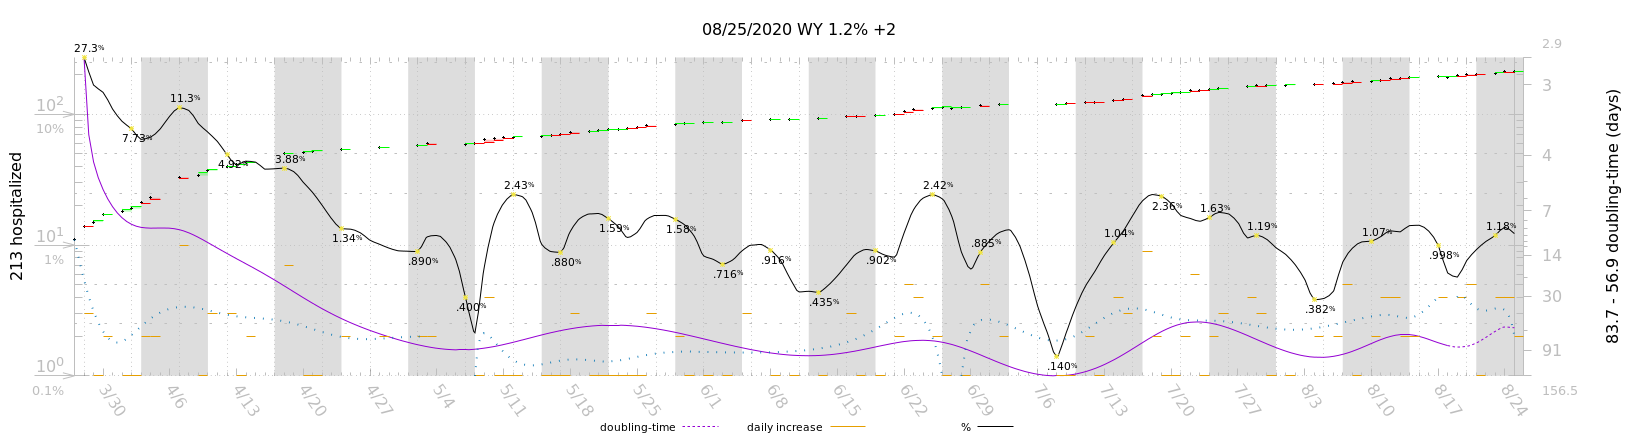 08/25/2020 WY 1.2% +2
213 hospitalized
10² 10% 10¹ 1% 10⁰ 0.1%
27.3% 7.73% 11.3% 4.92% 3.88% 1.34% .890% .400% 2.43% .880% 1.59% 1.58% .716% .916% .435% .902% 2.42% .885% .140% 1.04% 2.36% 1.63% 1.19% .382% 1.07% .998% 1.18%
2.9 3 4 7 14 30 91 156.5
83.7 - 56.9 doubling-time (days)
3/30 4/6 4/13 4/20 4/27 5/4 5/11 5/18 5/25 6/1 6/8 6/15 6/22 6/29 7/6 7/13 7/20 7/27 8/3 8/10 8/17 8/24
doubling-time daily increase %